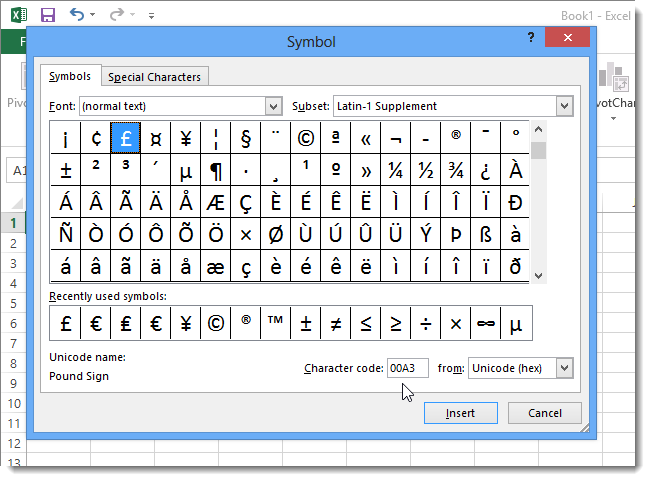 Book1 - Excel
Symbol
?
F
Symbols
Special Characters
Font: (normal text)
Subset: Latin-1 Supplement
¡ ¢ £ ¤ ¥ ¦ § ¨ © ª « ¬ - ® ¯ °
± ² ³ ´ µ ¶ · ¸ ¹ º » ¼ ½ ¾ ¿ À
Á Â Ã Ä Å Æ Ç È É Ê Ë Ì Í Î Ï Ð
Ñ Ò Ó Ô Õ Ö × Ø Ù Ú Û Ü Ý Þ ß à
á â ã ä å æ ç è é ê ë ì í î ï ð
Recently used symbols:
£ € ₤ € ¥ © ® ™ ± ≠ ≤ ≥ ÷ × ∞ µ
Unicode name:
Pound Sign
Character code: 00A3 from: Unicode (hex)
Insert
Cancel
A1
1
2
3
4
5
6
7
8
9
10
11
12
13